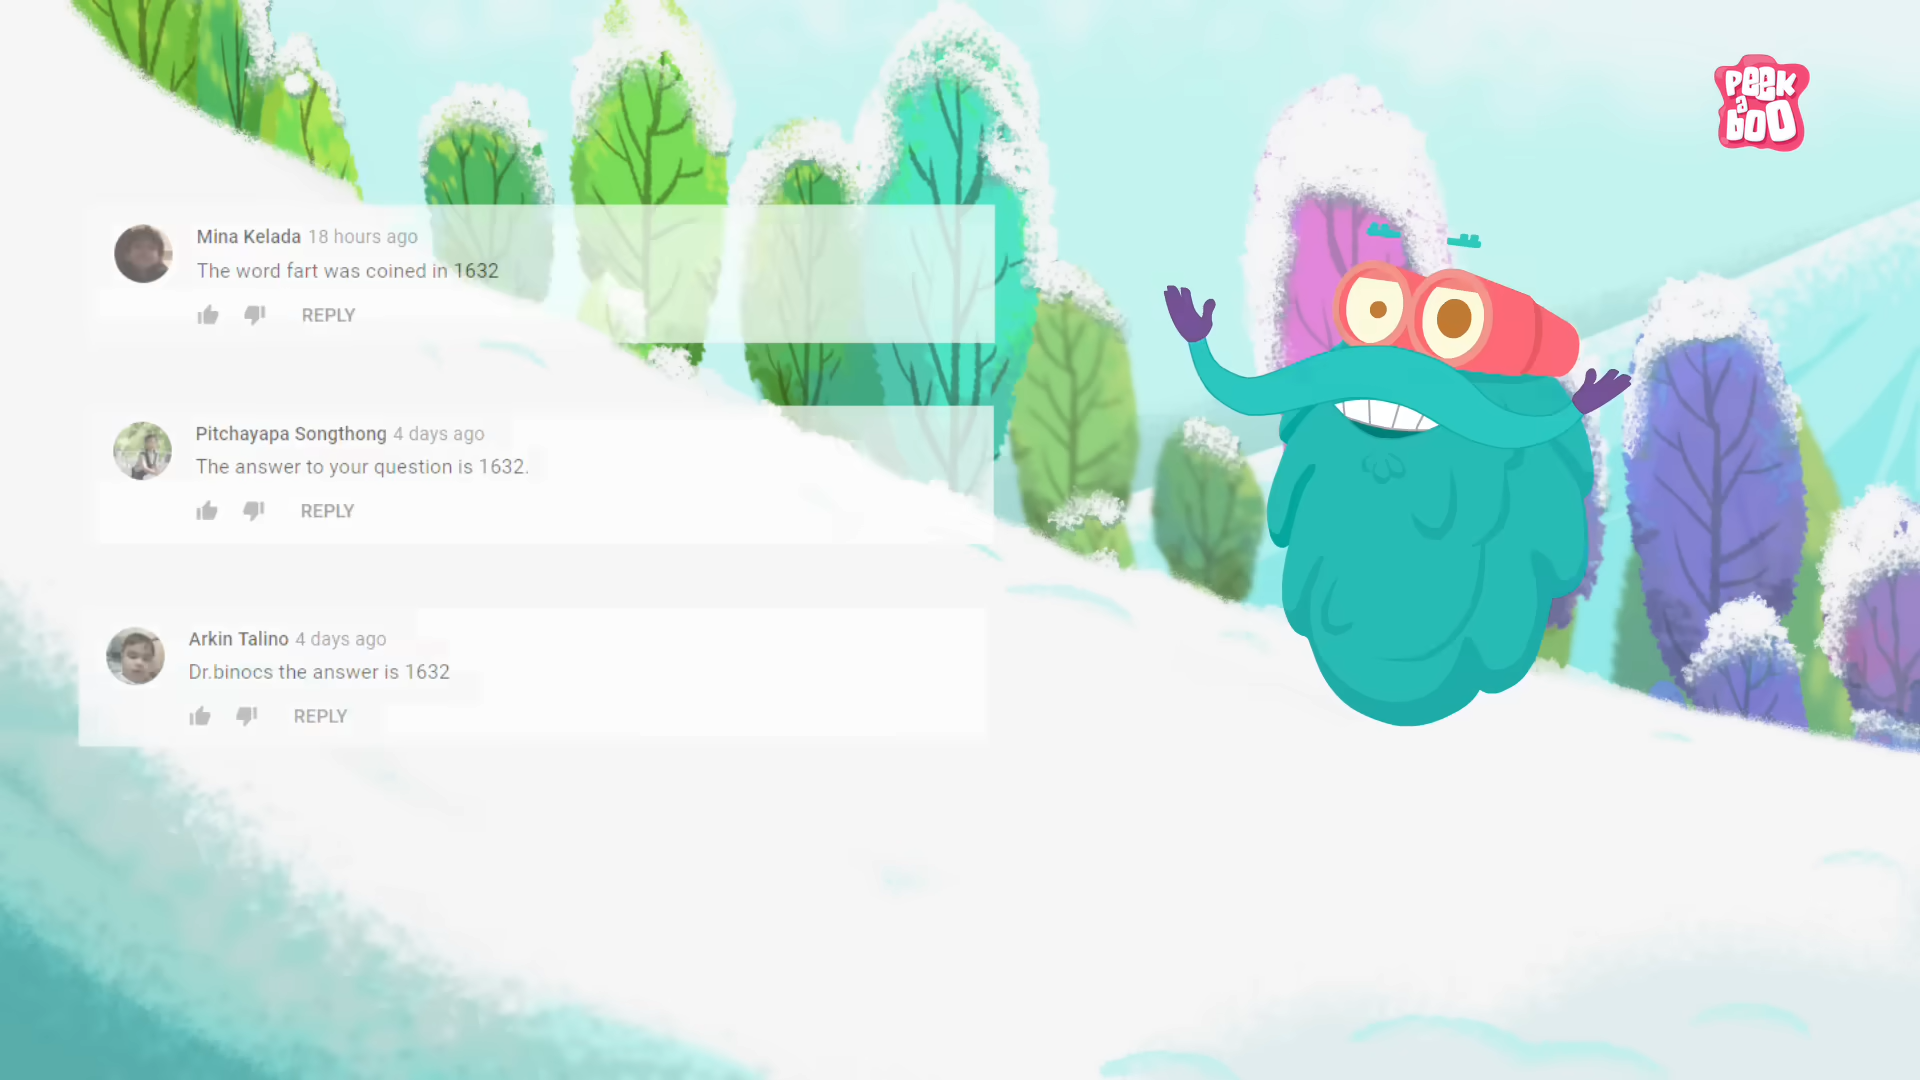 Peek
a
boo
Mina Kelada 18 hours ago
The word fart was coined in 1632
REPLY
Pitchayapa Songthong 4 days ago
The answer to your question is 1632.
REPLY
Arkin Talino 4 days ago
Dr.binocs the answer is 1632
REPLY